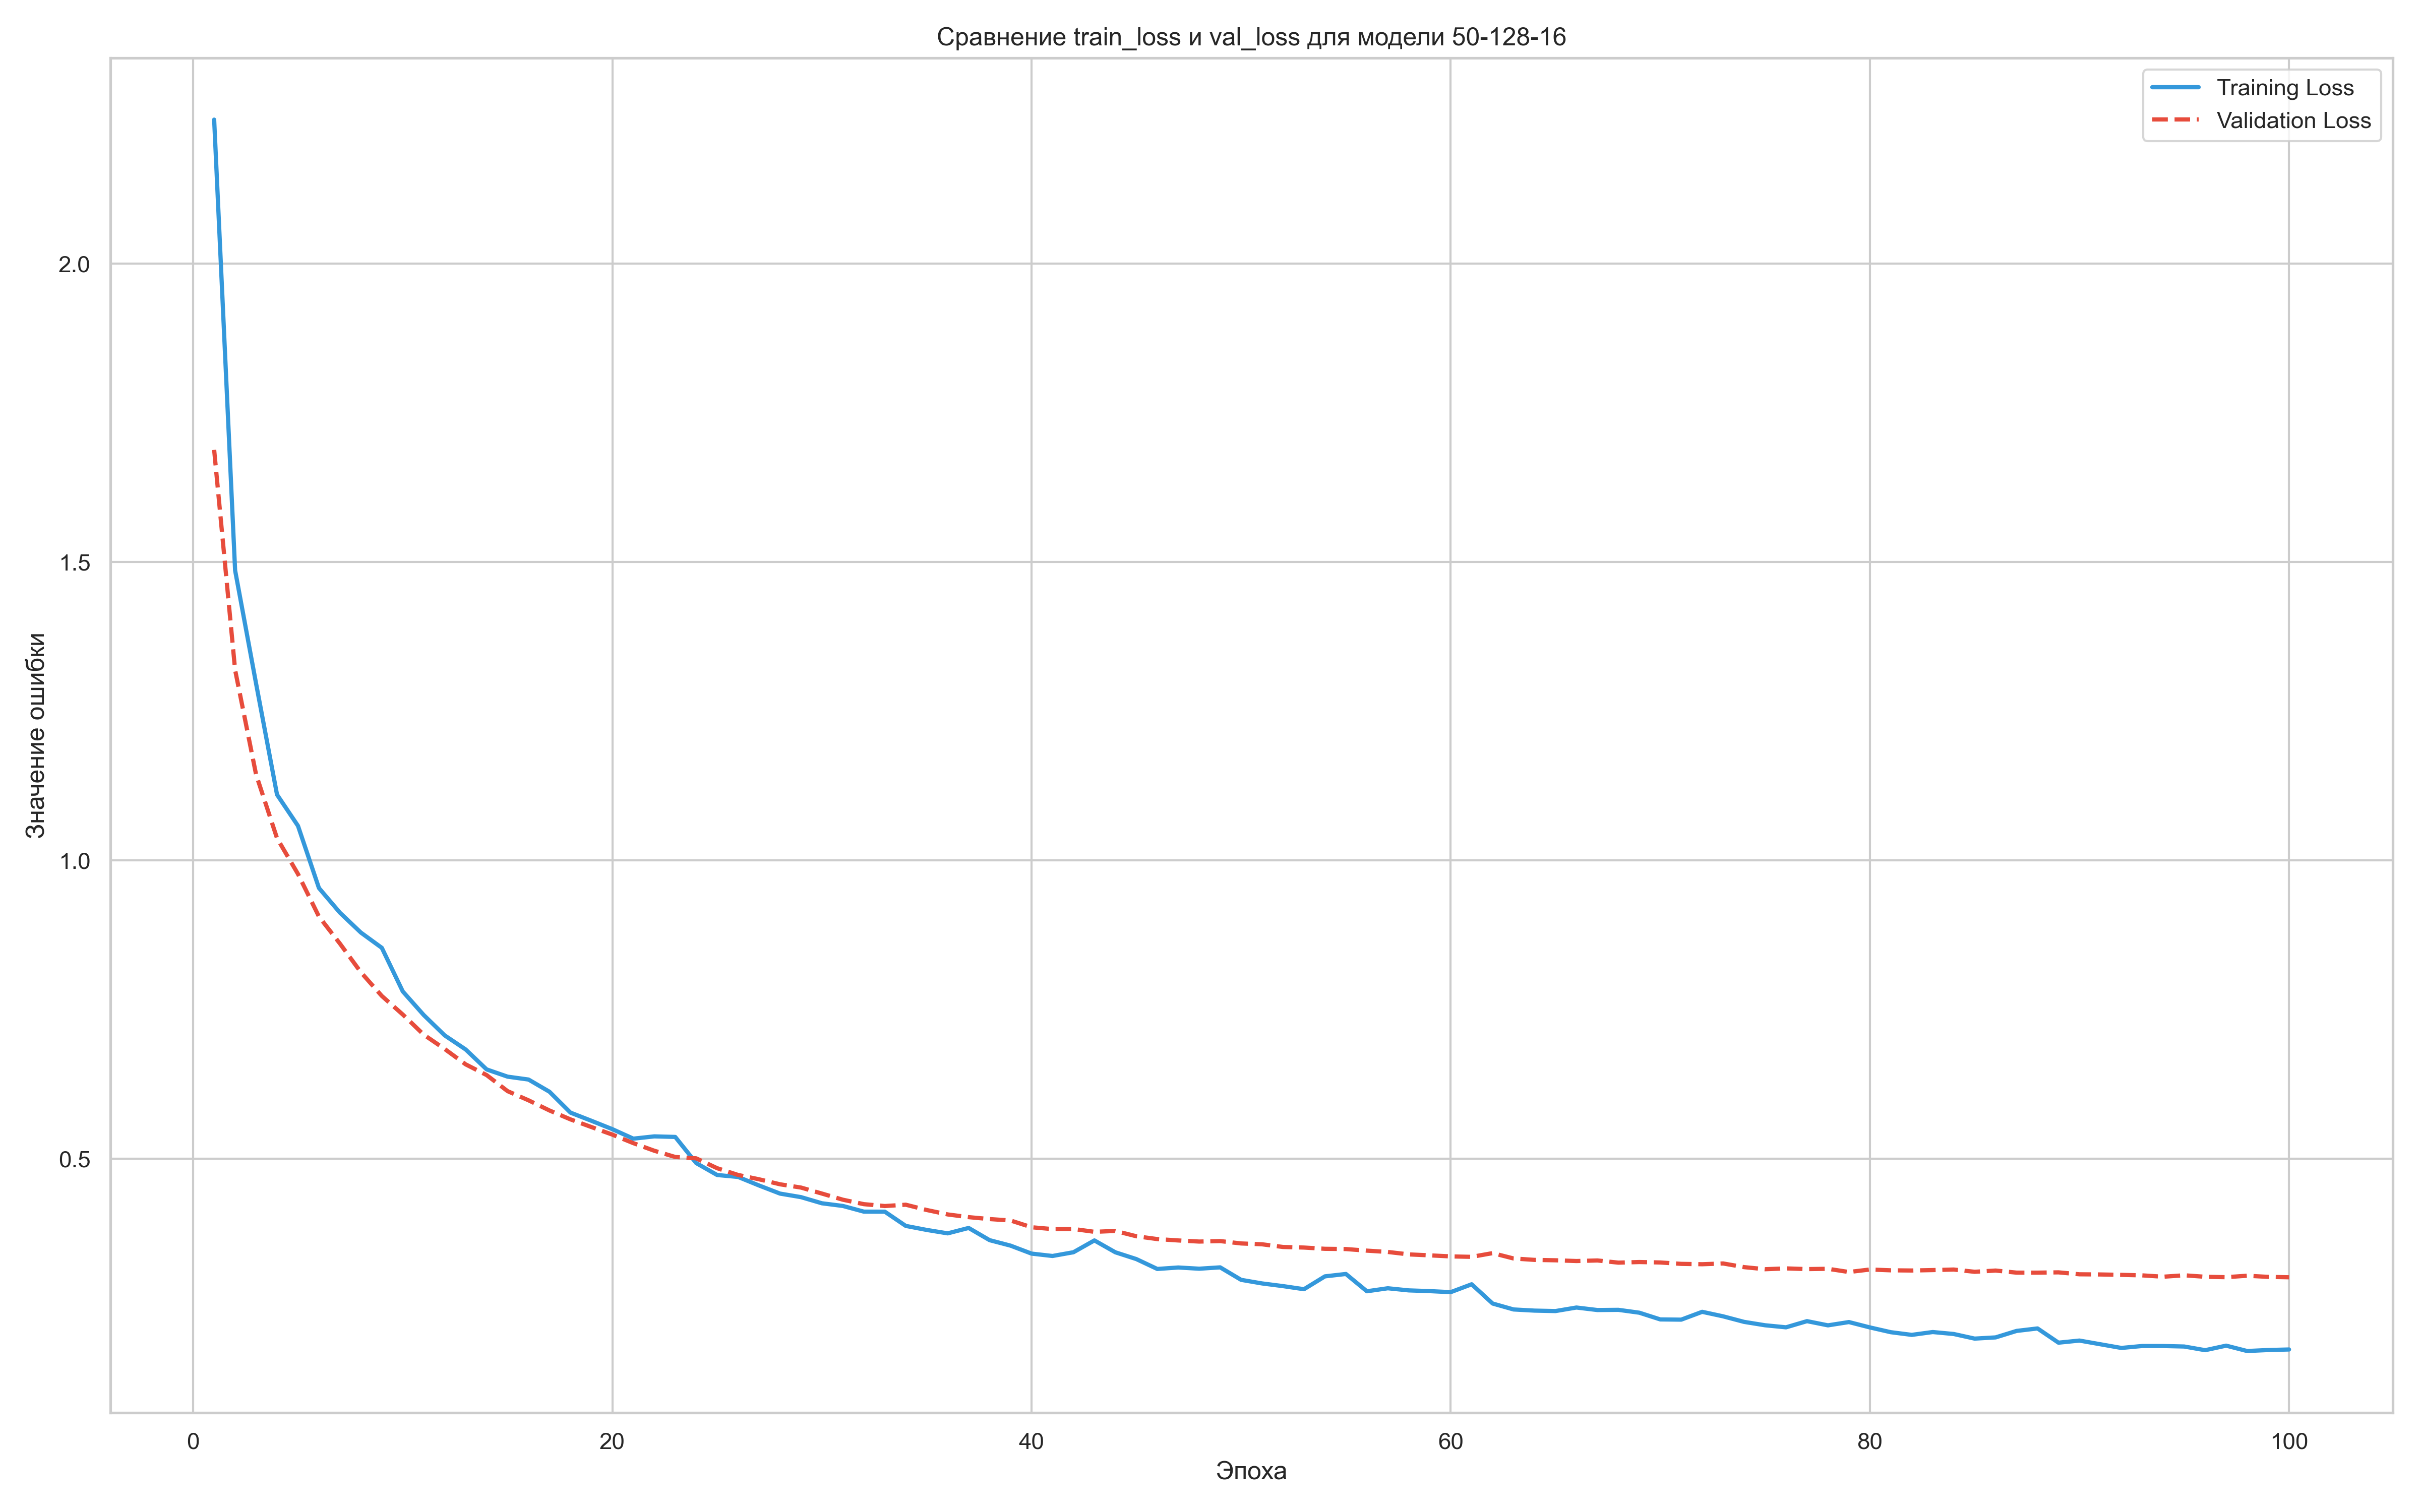 Сравнение train_loss и val_loss для модели 50-128-16
Training Loss
Validation Loss
2.0
1.5
1.0
0.5
Значение ошибки
0
20
40
60
80
100
Эпоха